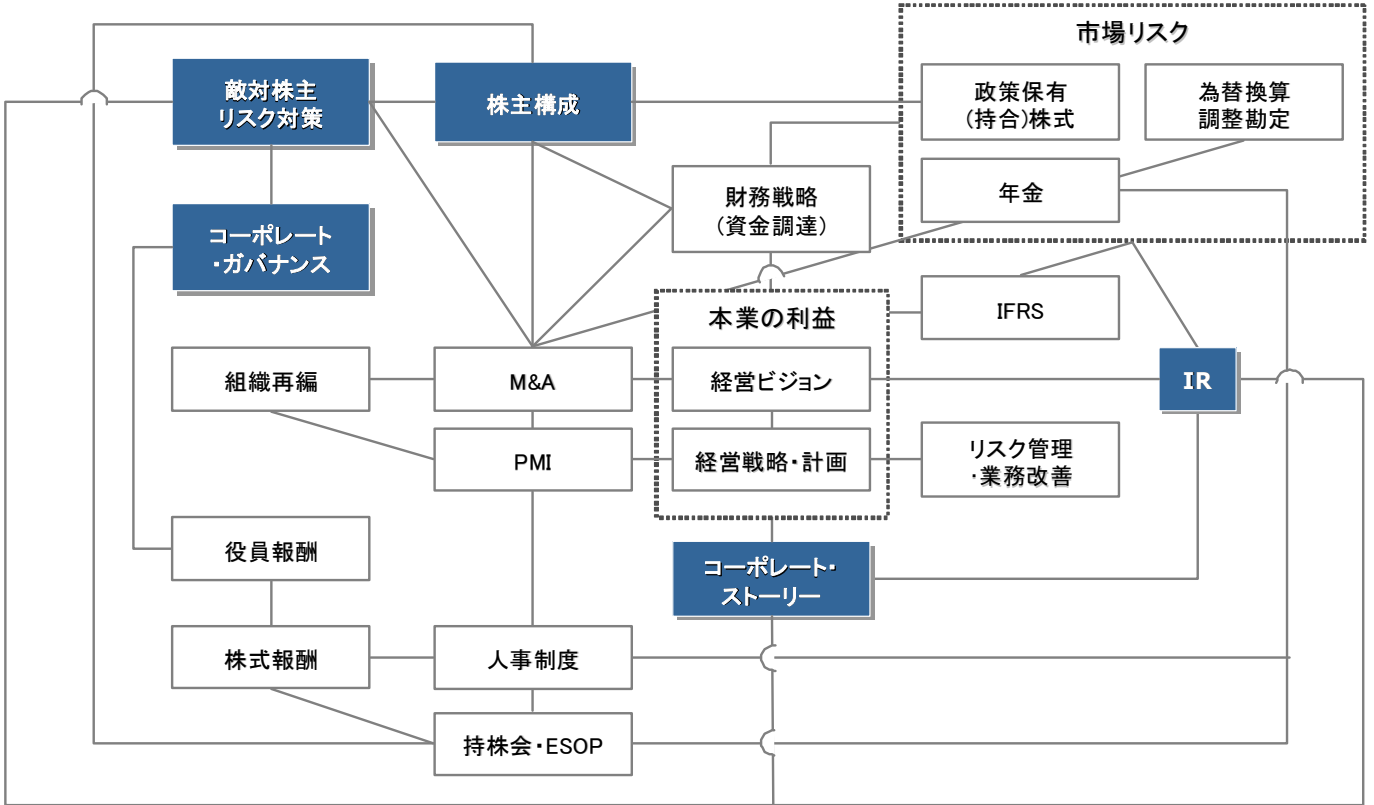 市場リスク
敵対株主
リスク対策
株主構成
政策保有
(持合)株式
為替換算
調整勘定
財務戦略
(資金調達)
年金
コーポレート
・ガバナンス
本業の利益
IFRS
組織再編
M&A
経営ビジョン
IR
PMI
経営戦略・計画
リスク管理
・業務改善
役員報酬
コーポレート・
ストーリー
株式報酬
人事制度
持株会・ESOP